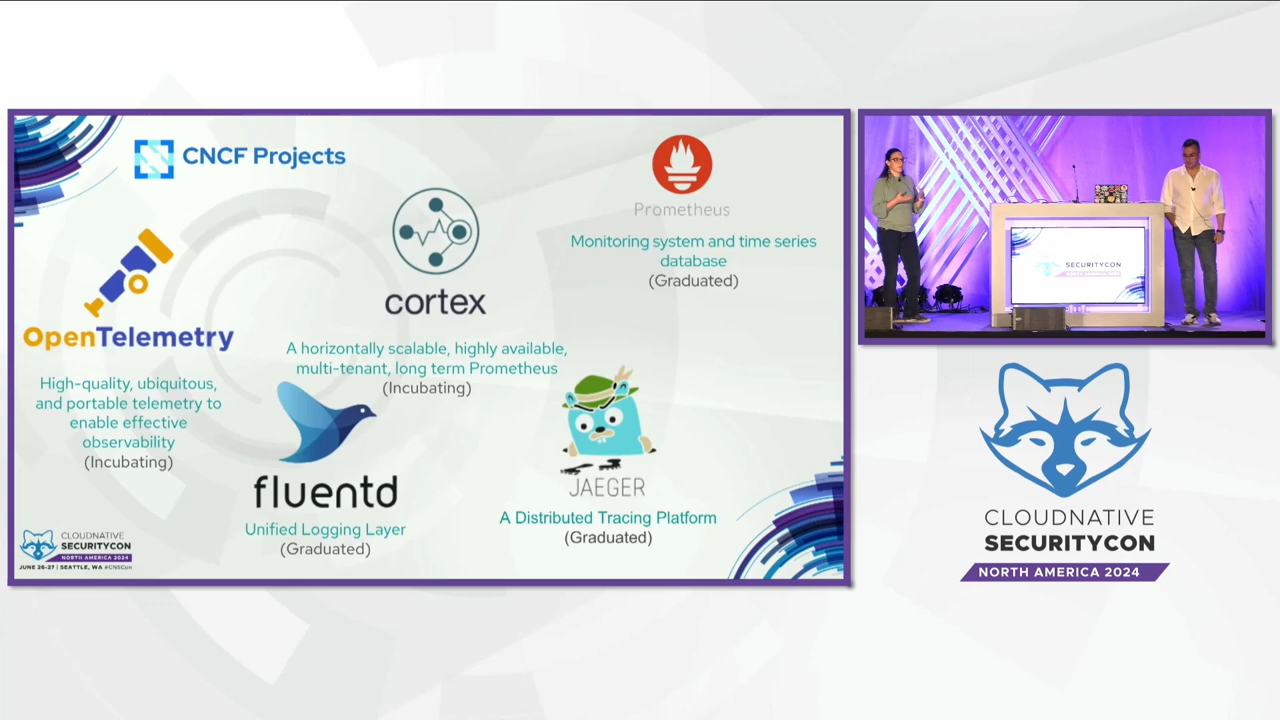 CNCF Projects
Prometheus
Monitoring system and time series
database
(Graduated)
cortex
A horizontally scalable, highly available,
multi-tenant, long term Prometheus
(Incubating)
OpenTelemetry
High-quality, ubiquitous,
and portable telemetry to
enable effective
observability
(Incubating)
fluentd
Unified Logging Layer
(Graduated)
JAEGER
A Distributed Tracing Platform
(Graduated)
CLOUDNATIVE
SECURITYCON
NORTH AMERICA 2024
JUNE 26-27 | SEATTLE, WA #CNSCon
SECURITYCON
CLOUDNATIVE
SECURITYCON
NORTH AMERICA 2024